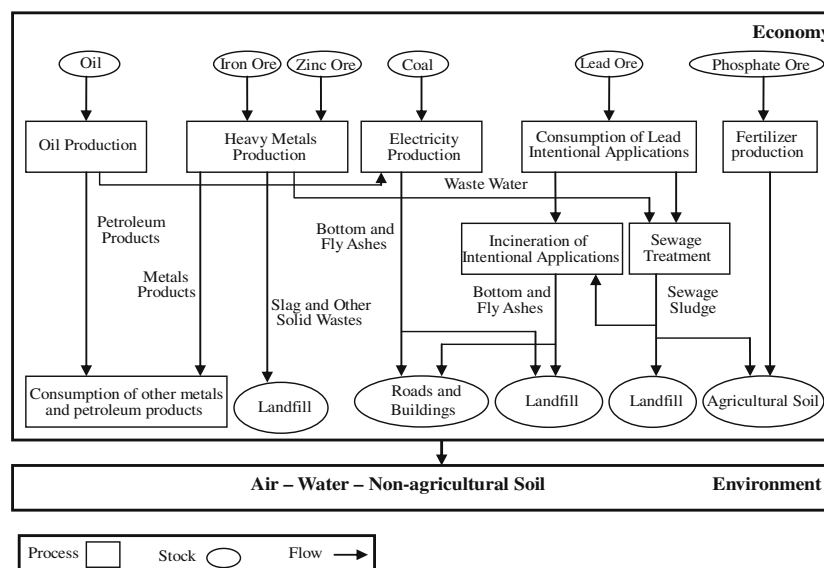 Economy
Oil
Iron Ore
Zinc Ore
Coal
Lead Ore
Phosphate Ore
Oil Production
Heavy Metals
Production
Electricity
Production
Consumption of Lead
Intentional Applications
Fertilizer
production
Waste Water
Petroleum
Products
Bottom and
Fly Ashes
Incineration of
Intentional Applications
Sewage
Treatment
Metals
Products
Slag and Other
Solid Wastes
Bottom and
Fly Ashes
Sewage
Sludge
Consumption of other metals
and petroleum products
Landfill
Roads and
Buildings
Landfill
Landfill
Agricultural Soil
Air – Water – Non-agricultural Soil
Environment
Process
Stock
Flow